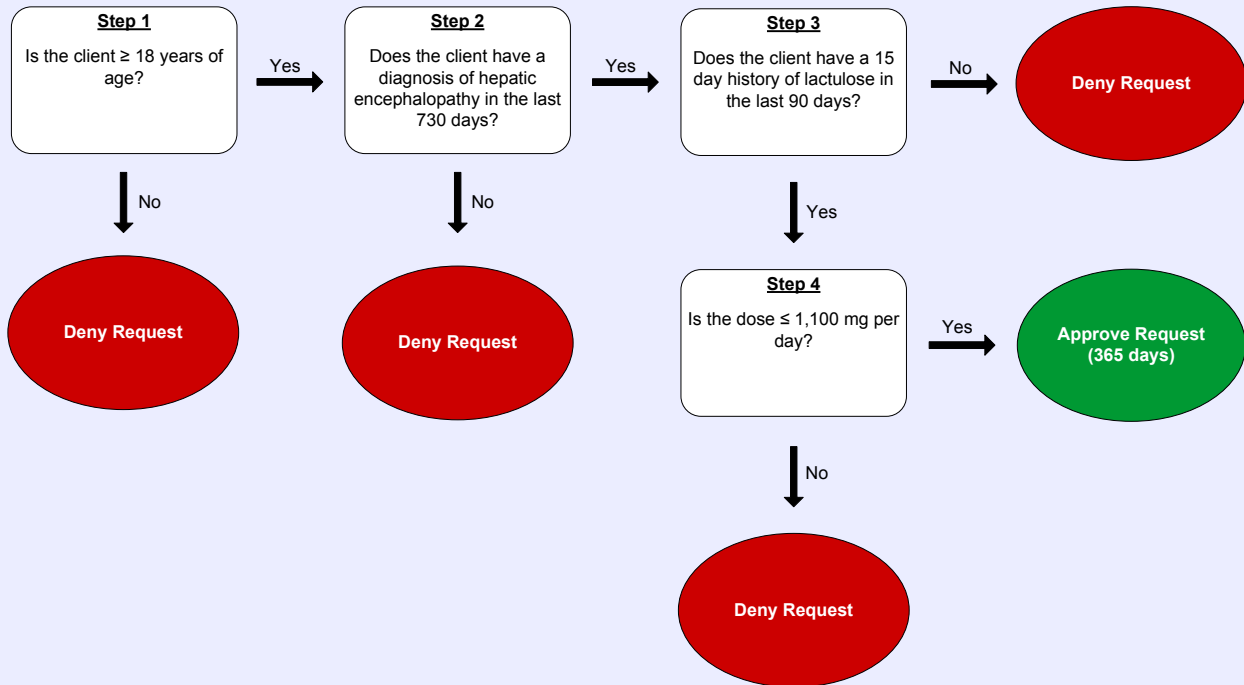 Step 1
Is the client ≥ 18 years of
age?
Yes
No
Deny Request
Step 2
Does the client have a
diagnosis of hepatic
encephalopathy in the last
730 days?
Yes
No
Deny Request
Step 3
Does the client have a 15
day history of lactulose in
the last 90 days?
No
Deny Request
Yes
Step 4
Is the dose ≤ 1,100 mg per
day?
Yes
Approve Request
(365 days)
No
Deny Request